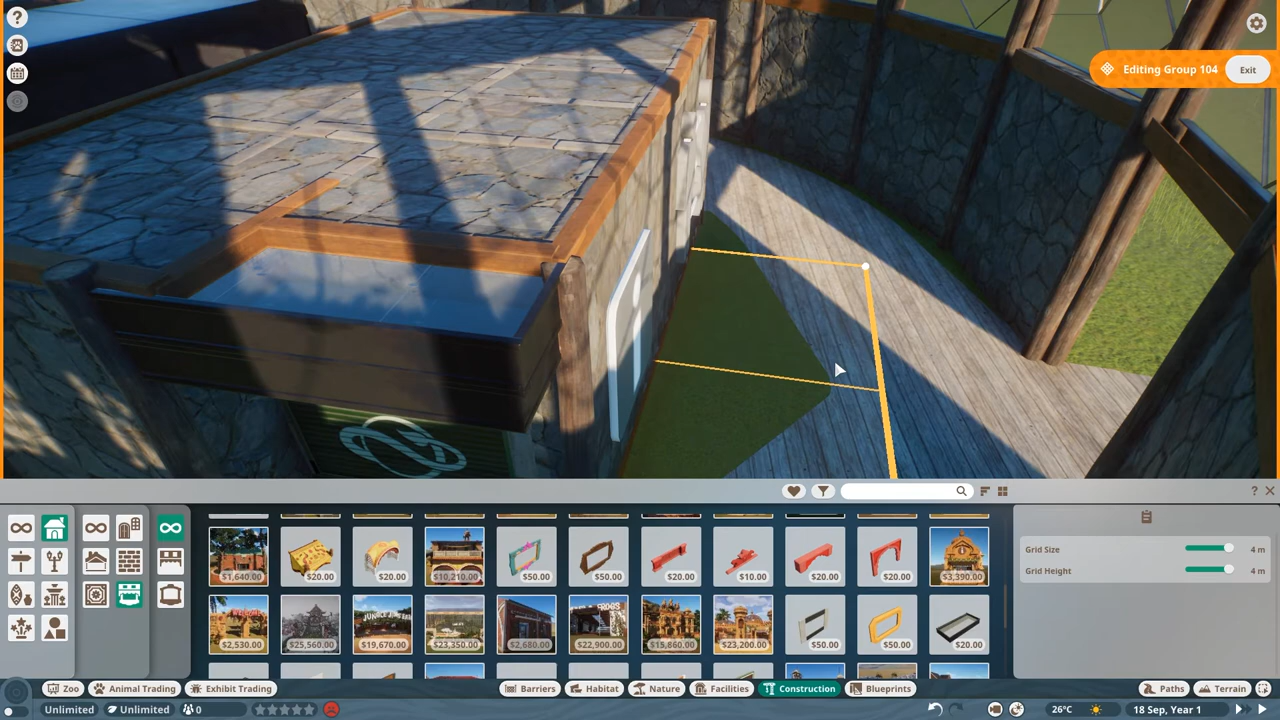 Editing Group 104
Exit
?
Grid Size
4 m
Grid Height
4 m
$1,640.00
$20.00
$20.00
$10,210.00
$50.00
$50.00
$20.00
$10.00
$20.00
$20.00
$3,390.00
$2,530.00
$25,560.00
$19,670.00
$23,350.00
$2,680.00
$22,900.00
$15,860.00
$23,200.00
$50.00
$50.00
$20.00
Zoo
Animal Trading
Exhibit Trading
Barriers
Habitat
Nature
Facilities
Construction
Blueprints
Paths
Terrain
Unlimited
Unlimited
0
26°C
18 Sep, Year 1